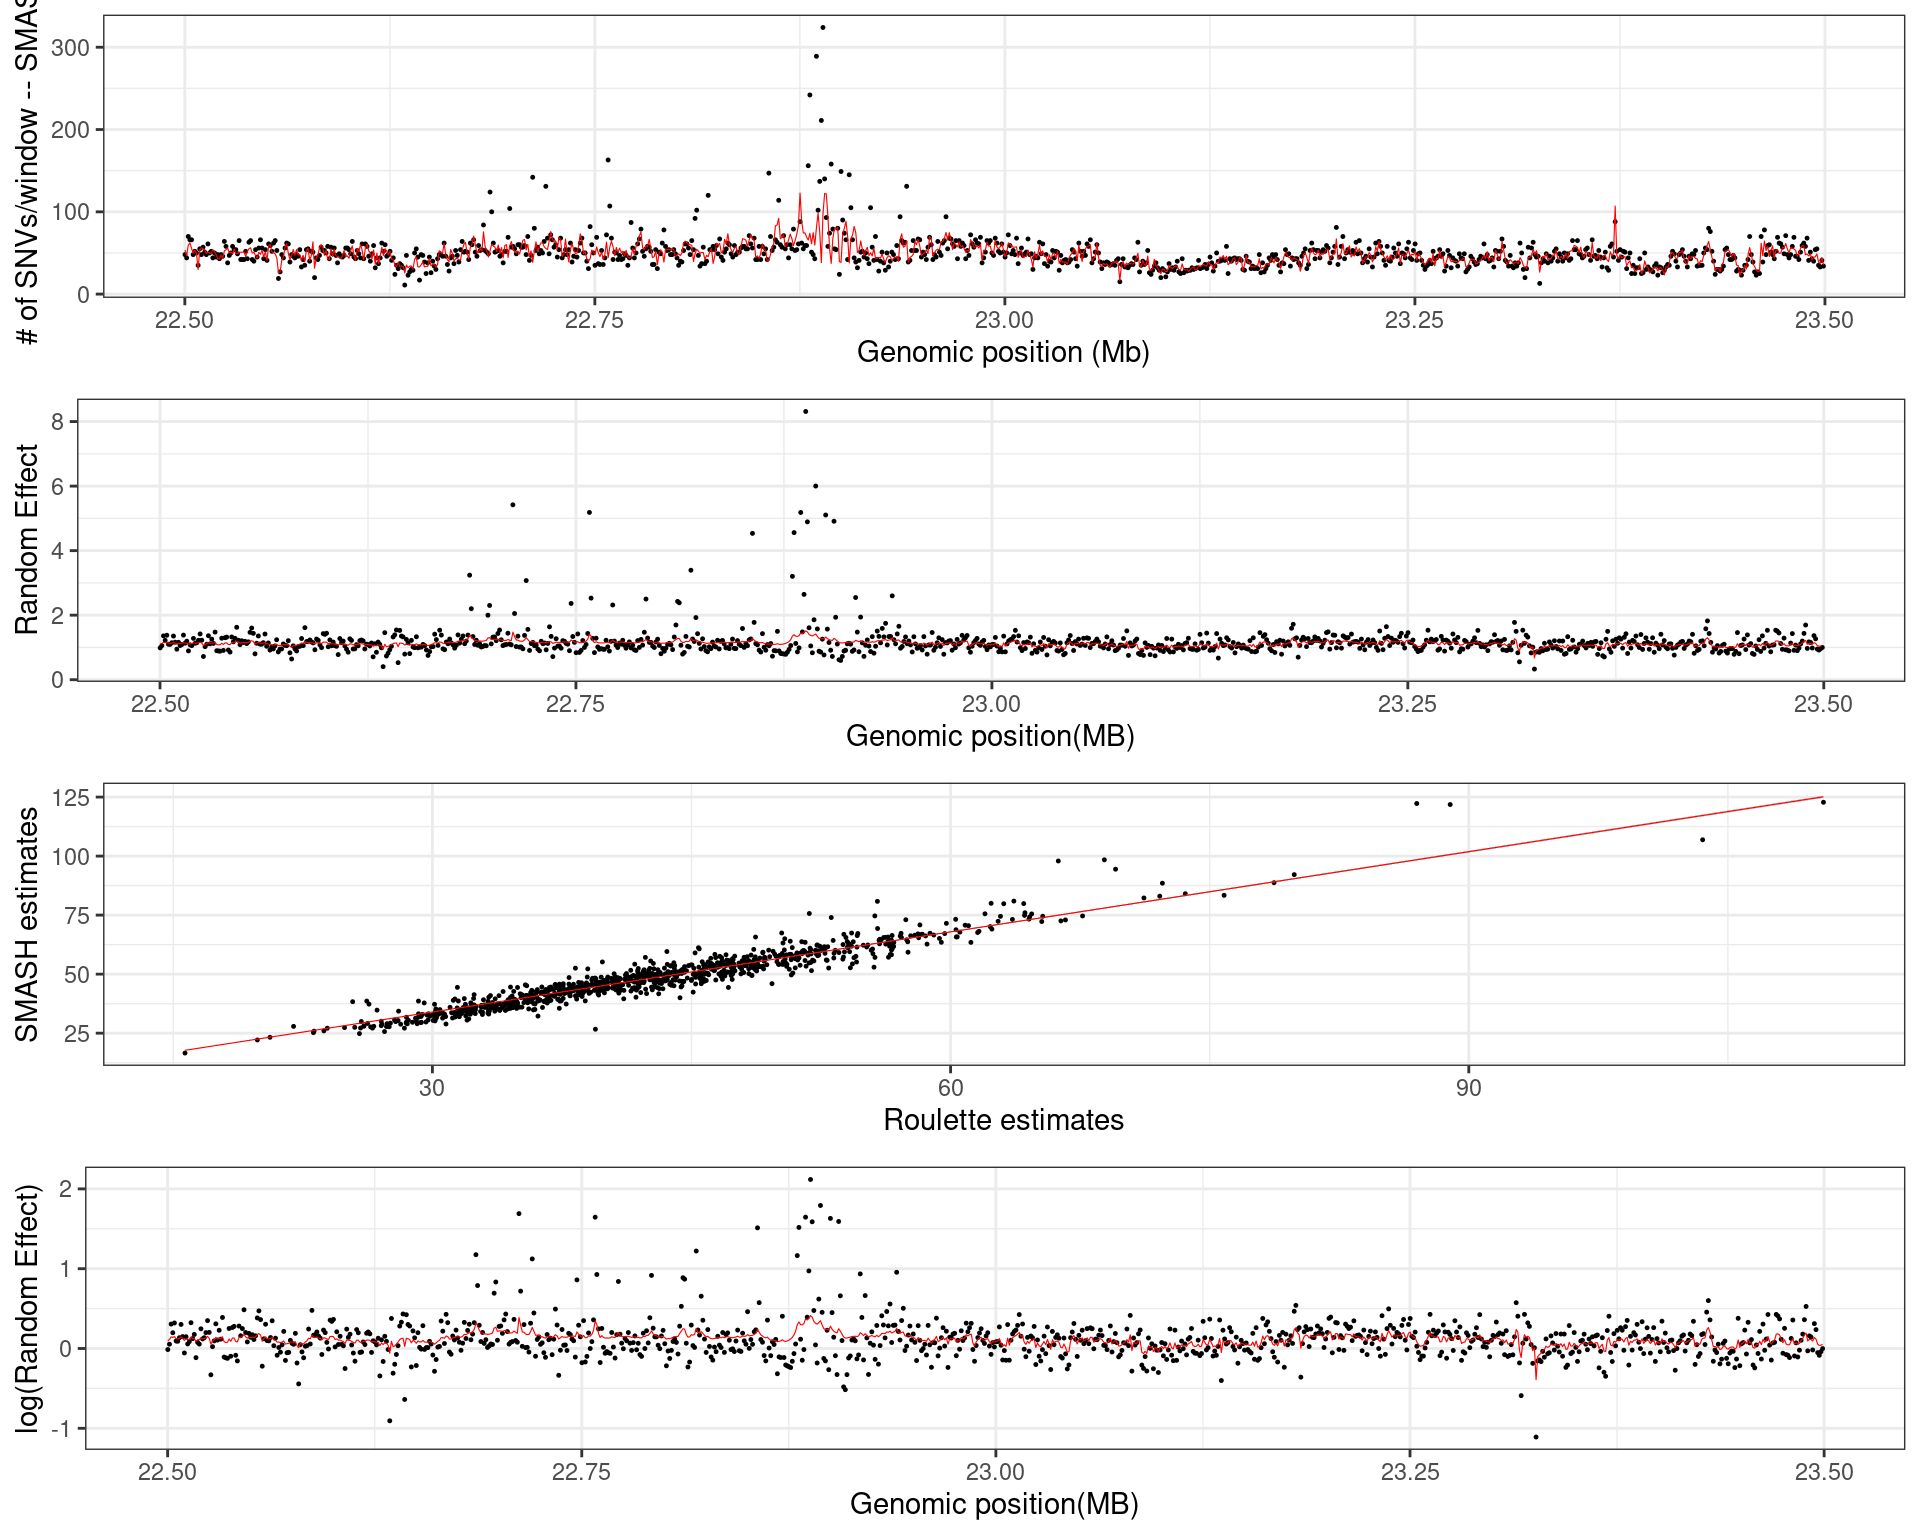 # of SNVs/window -- SMAS
300
200
100
0
22.50 22.75 23.00 23.25 23.50
Genomic position (Mb)
Random Effect
8
6
4
2
0
22.50 22.75 23.00 23.25 23.50
Genomic position(MB)
SMASH estimates
125
100
75
50
25
30 60 90
Roulette estimates
log(Random Effect)
2
1
0
-1
22.50 22.75 23.00 23.25 23.50
Genomic position(MB)